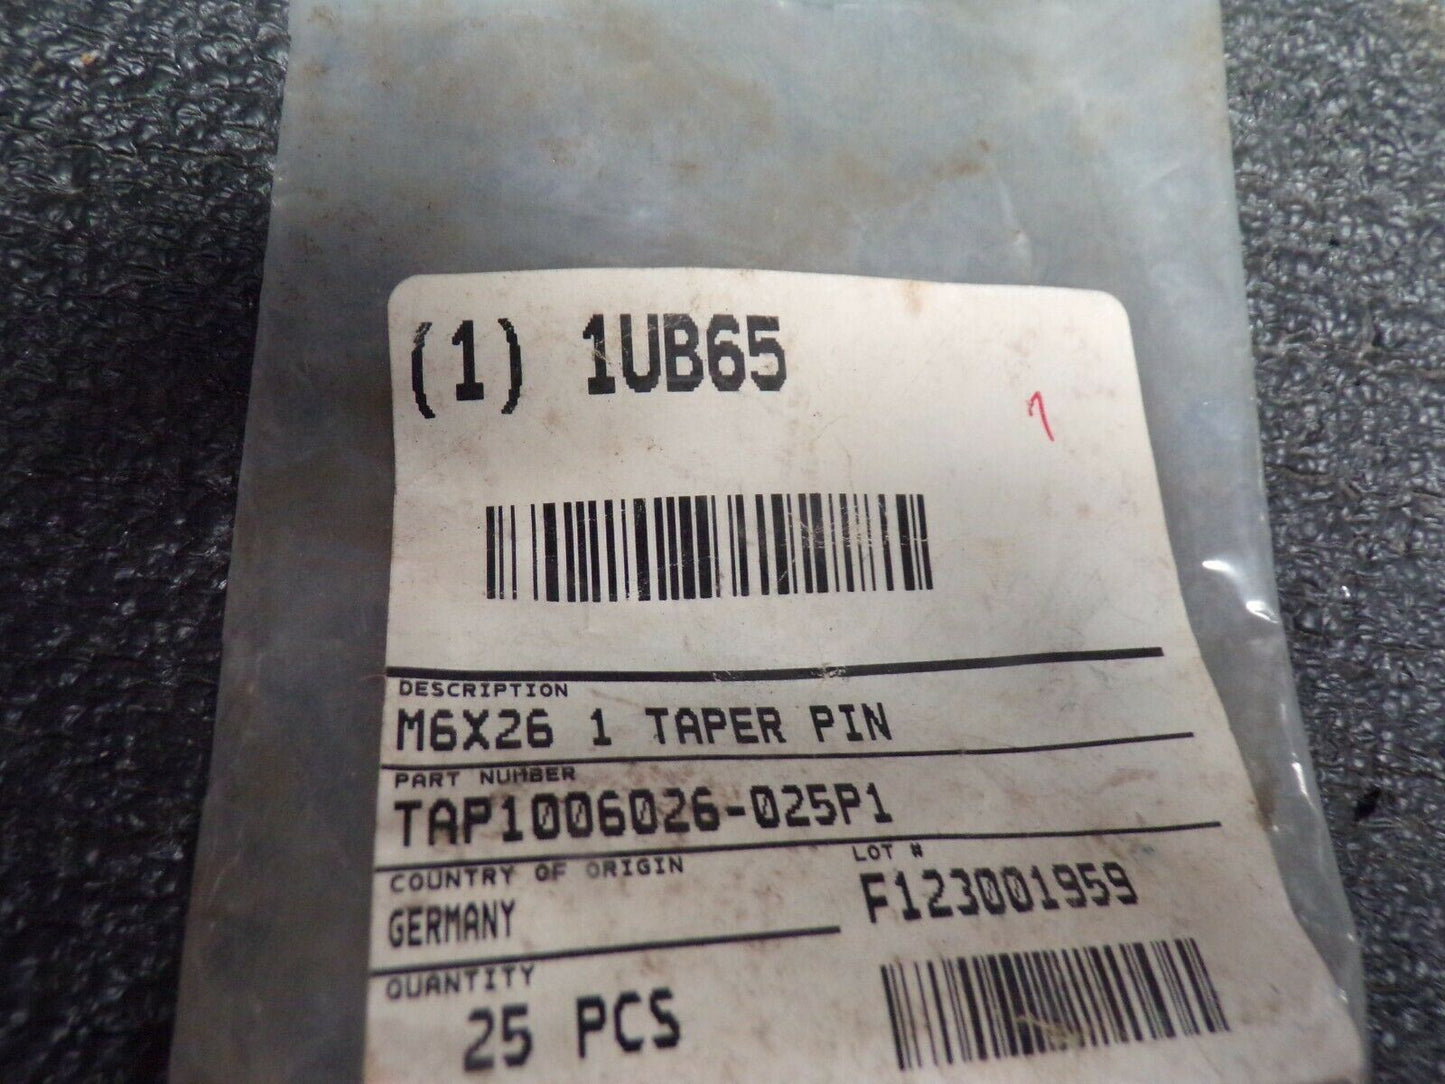 (1) 1UB65
1
DESCRIPTION
M6X26 1 TAPER PIN
PART NUMBER
TAP1006026-025P1
COUNTRY OF ORIGIN
GERMANY
LOT #
F123001959
QUANTITY
25 PCS